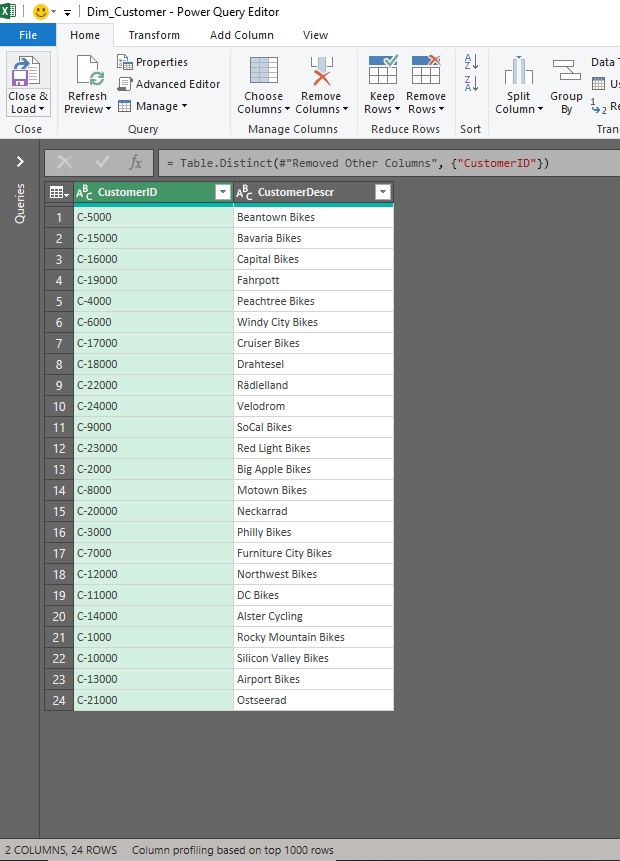 Dim_Customer - Power Query Editor
File Home Transform Add Column View
Close & Load
Refresh Preview
Properties
Advanced Editor
Manage
Choose Columns
Remove Columns
Keep Rows
Remove Rows
Split Column
Group By
Data
Close Query Manage Columns Reduce Rows Sort
Queries
fx = Table.Distinct(#"Removed Other Columns", {"CustomerID"})
ABC CustomerID ABC CustomerDescr
1 C-5000 Beantown Bikes
2 C-15000 Bavaria Bikes
3 C-16000 Capital Bikes
4 C-19000 Fahrpott
5 C-4000 Peachtree Bikes
6 C-6000 Windy City Bikes
7 C-17000 Cruiser Bikes
8 C-18000 Drahtesel
9 C-22000 Rädlelland
10 C-24000 Velodrom
11 C-9000 SoCal Bikes
12 C-23000 Red Light Bikes
13 C-2000 Big Apple Bikes
14 C-8000 Motown Bikes
15 C-20000 Neckarrad
16 C-3000 Philly Bikes
17 C-7000 Furniture City Bikes
18 C-12000 Northwest Bikes
19 C-11000 DC Bikes
20 C-14000 Alster Cycling
21 C-1000 Rocky Mountain Bikes
22 C-10000 Silicon Valley Bikes
23 C-13000 Airport Bikes
24 C-21000 Ostseerad
2 COLUMNS, 24 ROWS Column profiling based on top 1000 rows